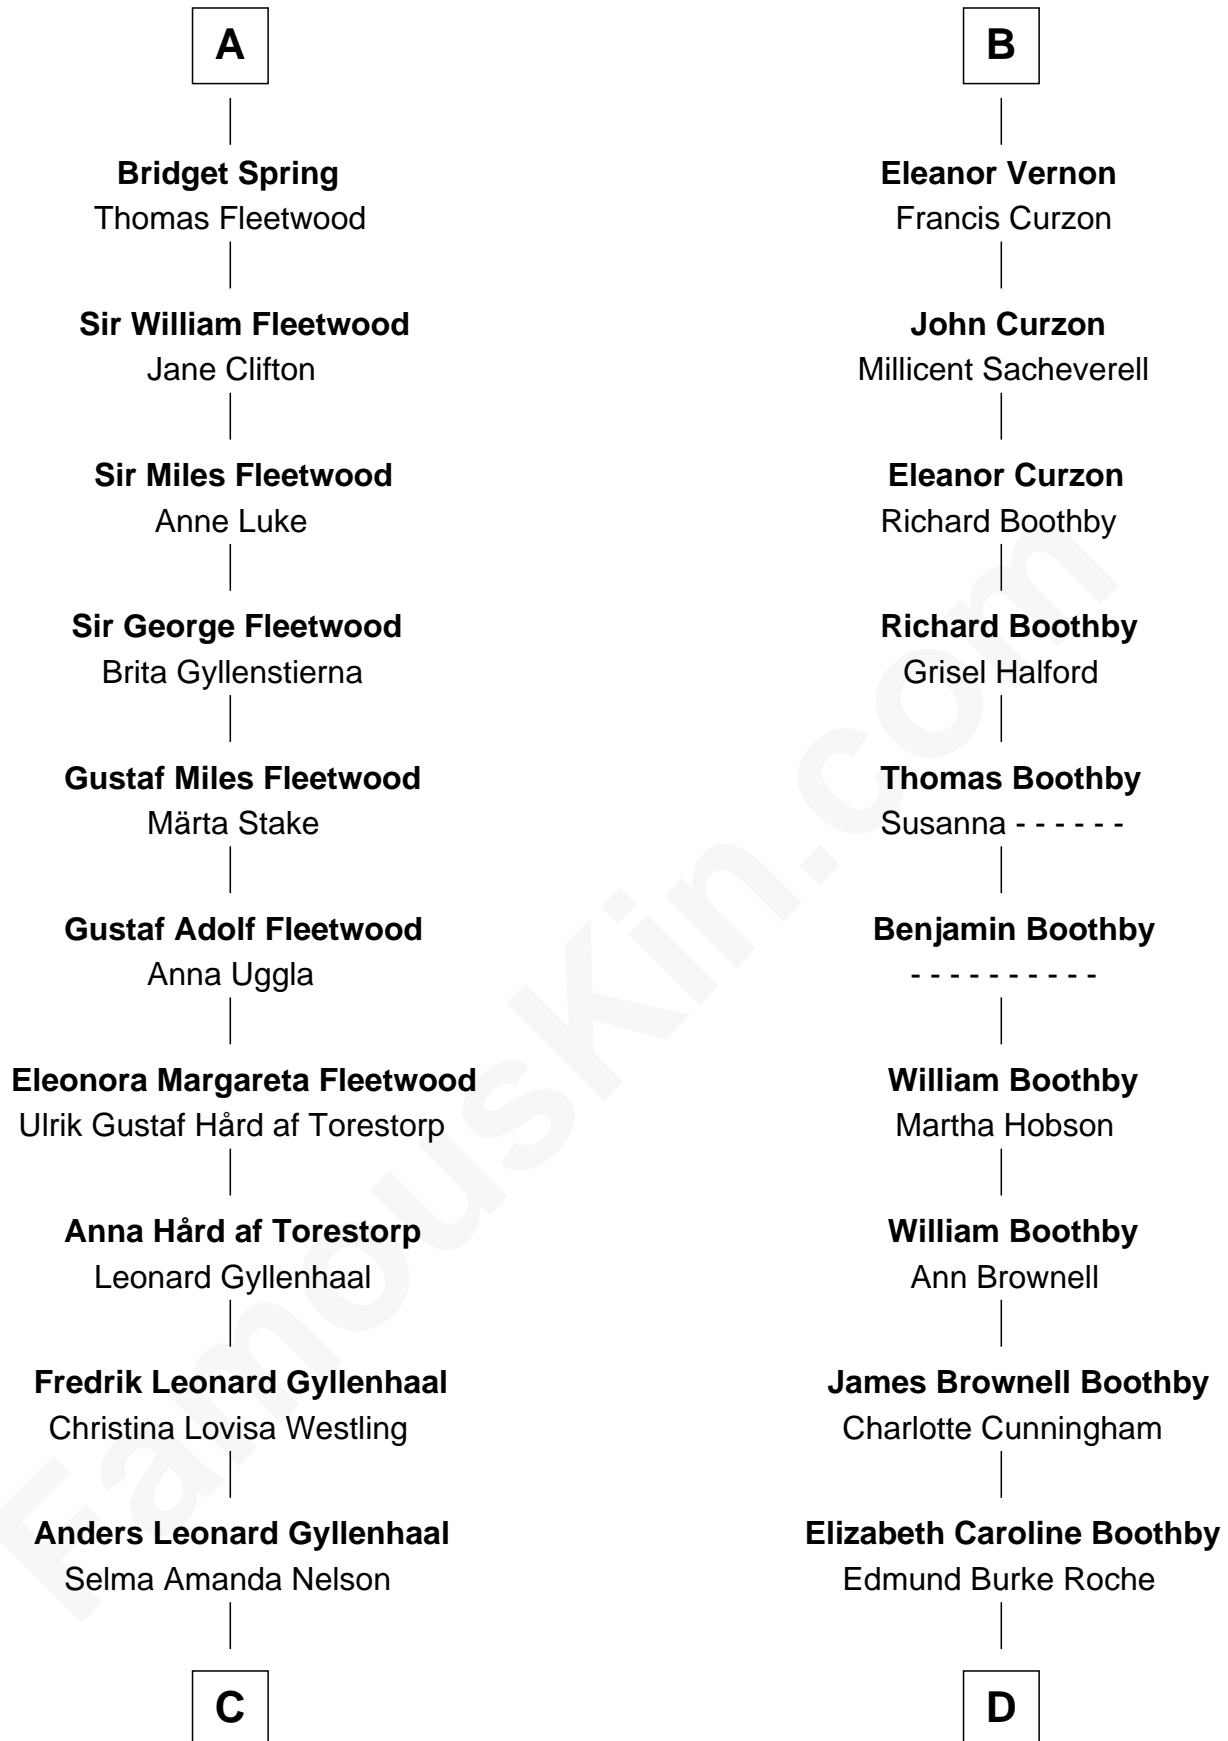 A
Bridget Spring
Thomas Fleetwood
Sir William Fleetwood
Jane Clifton
Sir Miles Fleetwood
Anne Luke
Sir George Fleetwood
Brita Gyllenstierna
Gustaf Miles Fleetwood
Märta Stake
Gustaf Adolf Fleetwood
Anna Uggla
Eleonora Margareta Fleetwood
Ulrik Gustaf Hård af Torestorp
Anna Hård af Torestorp
Leonard Gyllenhaal
Fredrik Leonard Gyllenhaal
Christina Lovisa Westling
Anders Leonard Gyllenhaal
Selma Amanda Nelson
C
B
Eleanor Vernon
Francis Curzon
John Curzon
Millicent Sacheverell
Eleanor Curzon
Richard Boothby
Richard Boothby
Grisel Halford
Thomas Boothby
Susanna - - - - - -
Benjamin Boothby
- - - - - - - - - -
William Boothby
Martha Hobson
William Boothby
Ann Brownell
James Brownell Boothby
Charlotte Cunningham
Elizabeth Caroline Boothby
Edmund Burke Roche
D
FamousKin.com